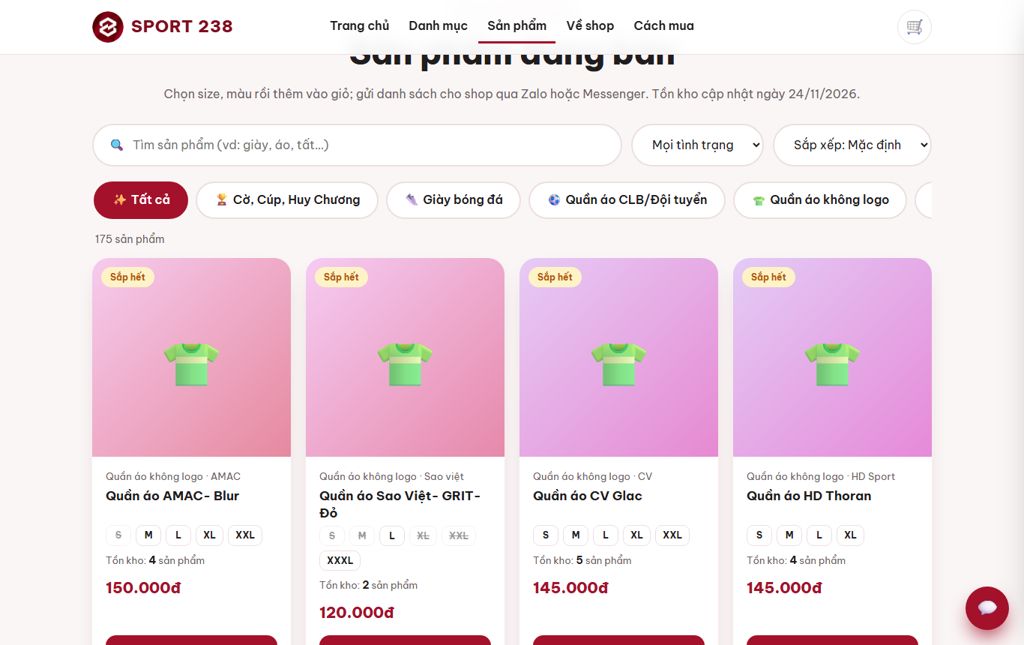 SPORT 238
Trang chủ
Danh mục
Sản phẩm
Về shop
Cách mua
Sản phẩm đang bán
Chọn size, màu rồi thêm vào giỏ; gửi danh sách cho shop qua Zalo hoặc Messenger. Tồn kho cập nhật ngày 24/11/2026.
Tìm sản phẩm (vd: giày, áo, tất...)
Mọi tình trạng
Sắp xếp: Mặc định
Tất cả
Cờ, Cúp, Huy Chương
Giày bóng đá
Quần áo CLB/Đội tuyển
Quần áo không logo
175 sản phẩm
Sắp hết
Quần áo không logo · AMAC
Quần áo AMAC- Blur
S M L XL XXL
Tồn kho: 4 sản phẩm
150.000đ
Sắp hết
Quần áo không logo · Sao việt
Quần áo Sao Việt- GRIT-
Đỏ
S M L XL XXL
XXXL
Tồn kho: 2 sản phẩm
120.000đ
Sắp hết
Quần áo không logo · CV
Quần áo CV Glac
S M L XL XXL
Tồn kho: 5 sản phẩm
145.000đ
Sắp hết
Quần áo không logo · HD Sport
Quần áo HD Thoran
S M L XL
Tồn kho: 4 sản phẩm
145.000đ